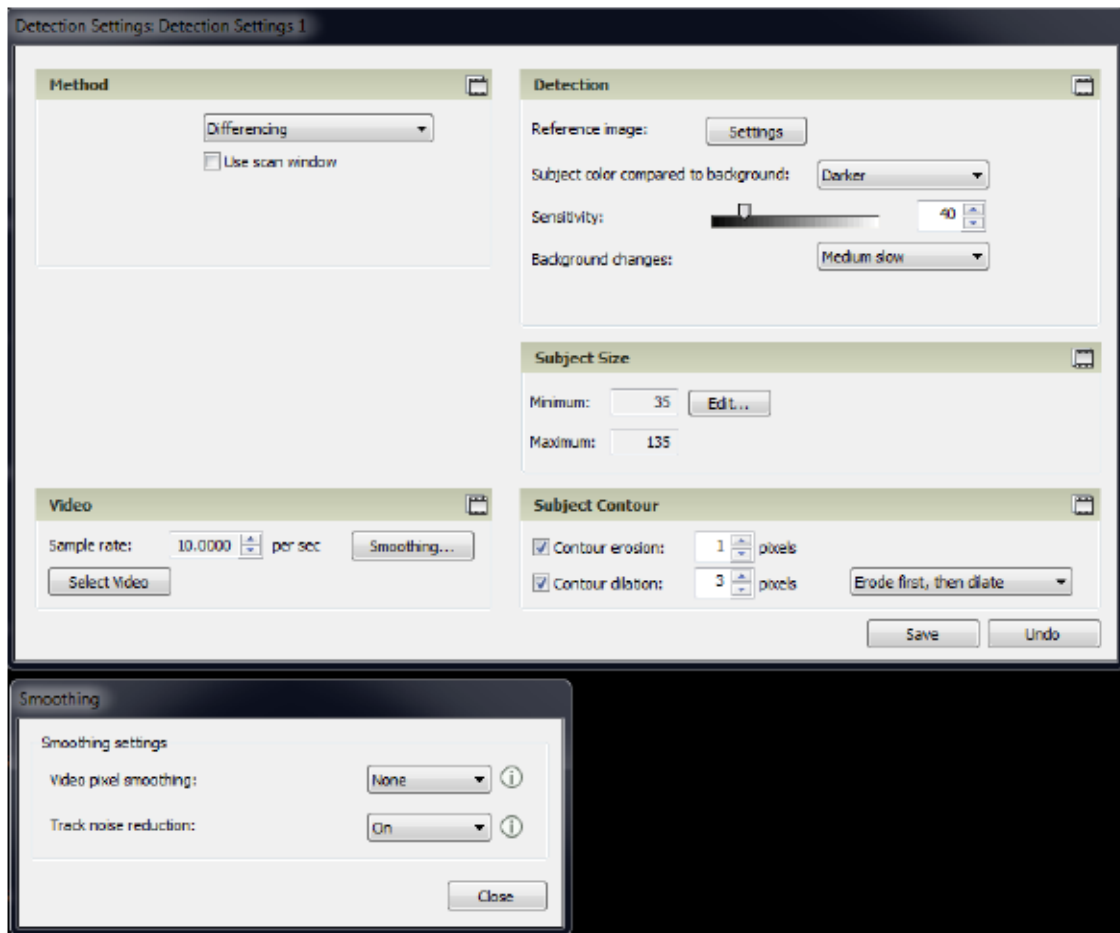 Detection Settings: Detection Settings 1
Method
Differencing
Use scan window
Detection
Reference image: Settings
Subject color compared to background: Darker
Sensitivity: 40
Background changes: Medium slow
Subject Size
Minimum: 35 Edit...
Maximum: 135
Video
Sample rate: 10.0000 per sec Smoothing...
Select Video
Subject Contour
Contour erosion: 1 pixels
Contour dilation: 3 pixels Erode first, then dilate
Save Undo
Smoothing
Smoothing settings
Video pixel smoothing: None
Track noise reduction: On
Close